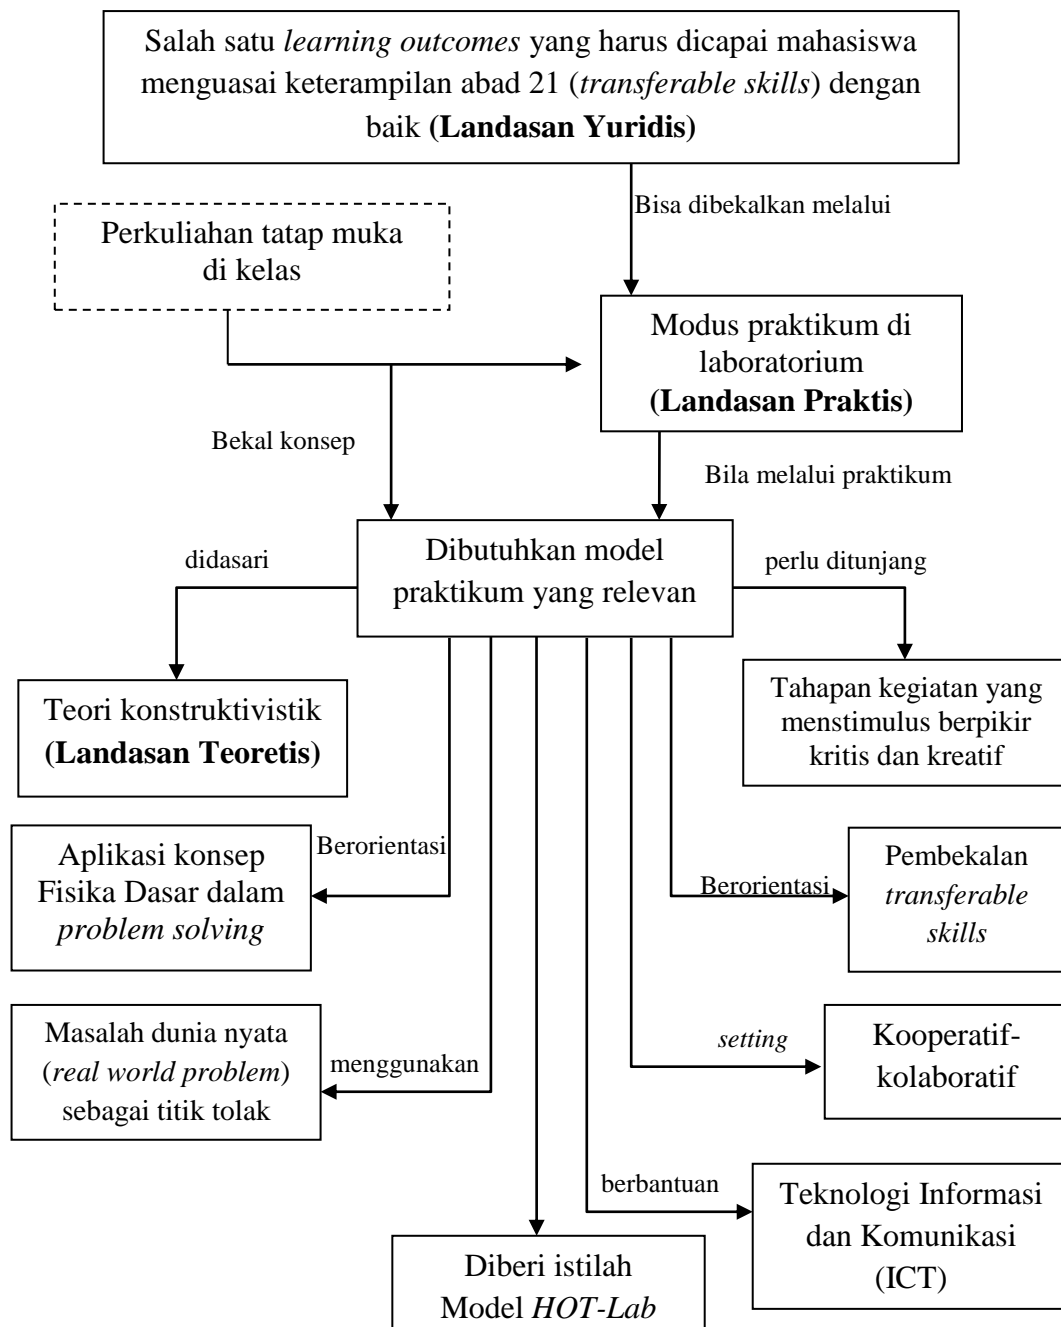 Salah satu learning outcomes yang harus dicapai mahasiswa
menguasai keterampilan abad 21 (transferable skills) dengan
baik (Landasan Yuridis)
Bisa dibekalkan melalui
Perkuliahan tatap muka
di kelas
Modus praktikum di
laboratorium
(Landasan Praktis)
Bekal konsep
Bila melalui praktikum
Dibutuhkan model
praktikum yang relevan
didasari
perlu ditunjang
Teori konstruktivistik
(Landasan Teoretis)
Tahapan kegiatan yang
menstimulus berpikir
kritis dan kreatif
Aplikasi konsep
Fisika Dasar dalam
problem solving
Berorientasi
Berorientasi
Pembekalan
transferable
skills
Masalah dunia nyata
(real world problem)
sebagai titik tolak
menggunakan
setting
Kooperatif-
kolaboratif
berbantuan
Teknologi Informasi
dan Komunikasi
(ICT)
Diberi istilah
Model HOT-Lab